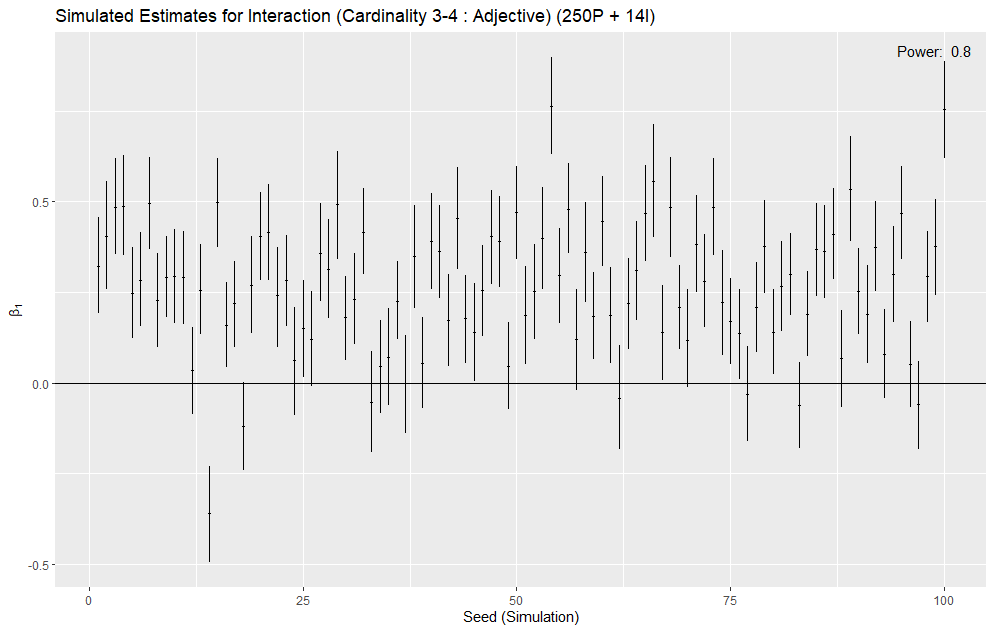 Simulated Estimates for Interaction (Cardinality 3-4 : Adjective) (250P + 14I)
Power: 0.8
0.5
β1
0.0
-0.5
0
25
50
75
100
Seed (Simulation)